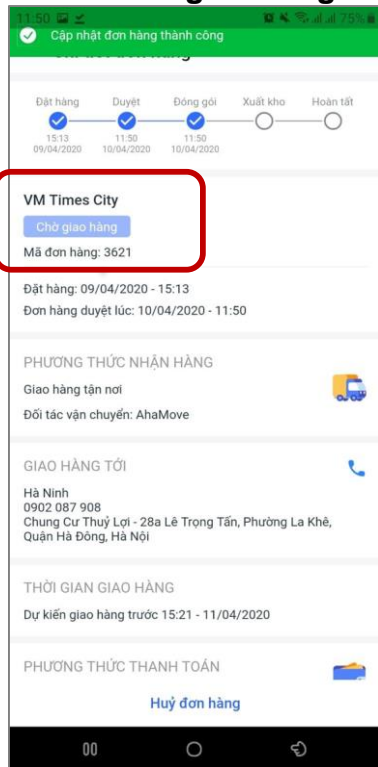 11:50
75%
Cập nhật đơn hàng thành công
Đặt hàng Duyệt Đóng gói Xuất kho Hoàn tất
15:13 11:50 11:50
09/04/2020 10/04/2020 10/04/2020
VM Times City
Chờ giao hàng
Mã đơn hàng: 3621
Đặt hàng: 09/04/2020 - 15:13
Đơn hàng duyệt lúc: 10/04/2020 - 11:50
PHƯƠNG THỨC NHẬN HÀNG
Giao hàng tận nơi
Đối tác vận chuyển: AhaMove
GIAO HÀNG TỚI
Hà Ninh
0902 087 908
Chung Cư Thuỷ Lợi - 28a Lê Trọng Tấn, Phường La Khê,
Quận Hà Đông, Hà Nội
THỜI GIAN GIAO HÀNG
Dự kiến giao hàng trước 15:21 - 11/04/2020
PHƯƠNG THỨC THANH TOÁN
Huỷ đơn hàng